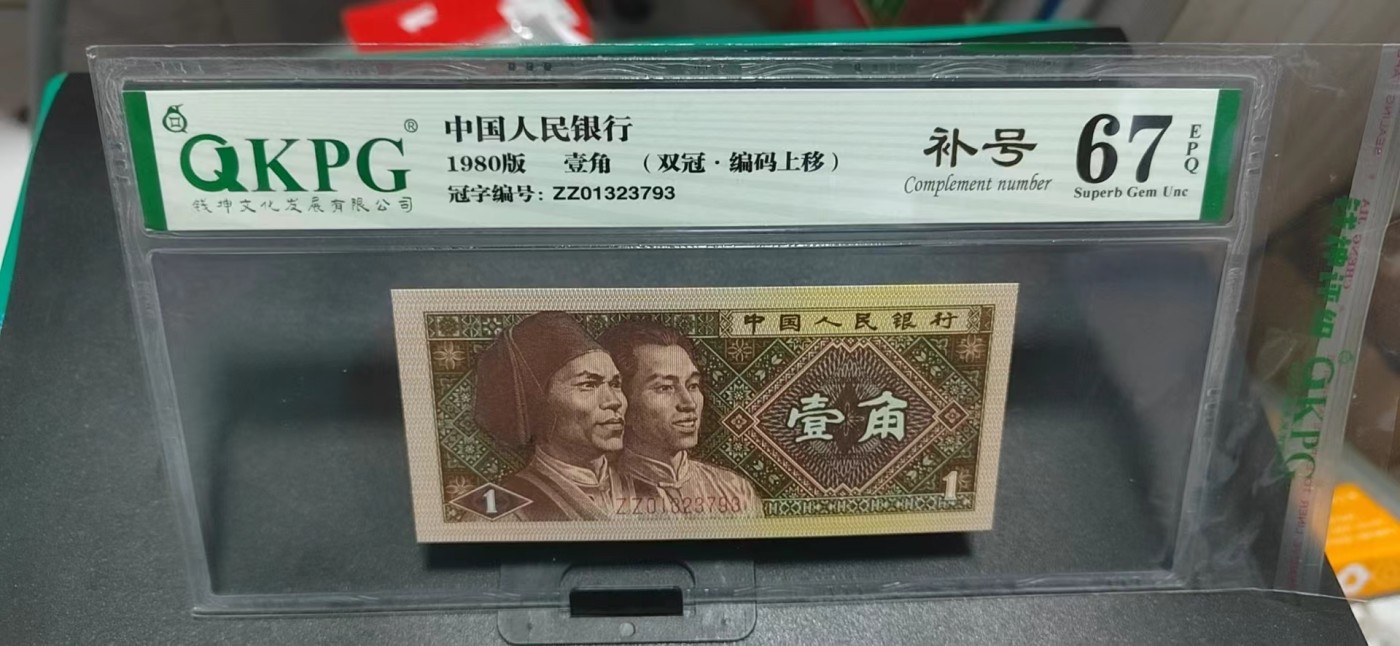 QKPG®
钱坤文化发展有限公司
中国人民银行
1980版 壹角 （双冠·编码上移）
冠字编号: ZZ01323793
补号
Complement number
67
EPQ
Superb Gem Unc
中国人民银行
壹角
1
1
ZZ01323793
QKPG